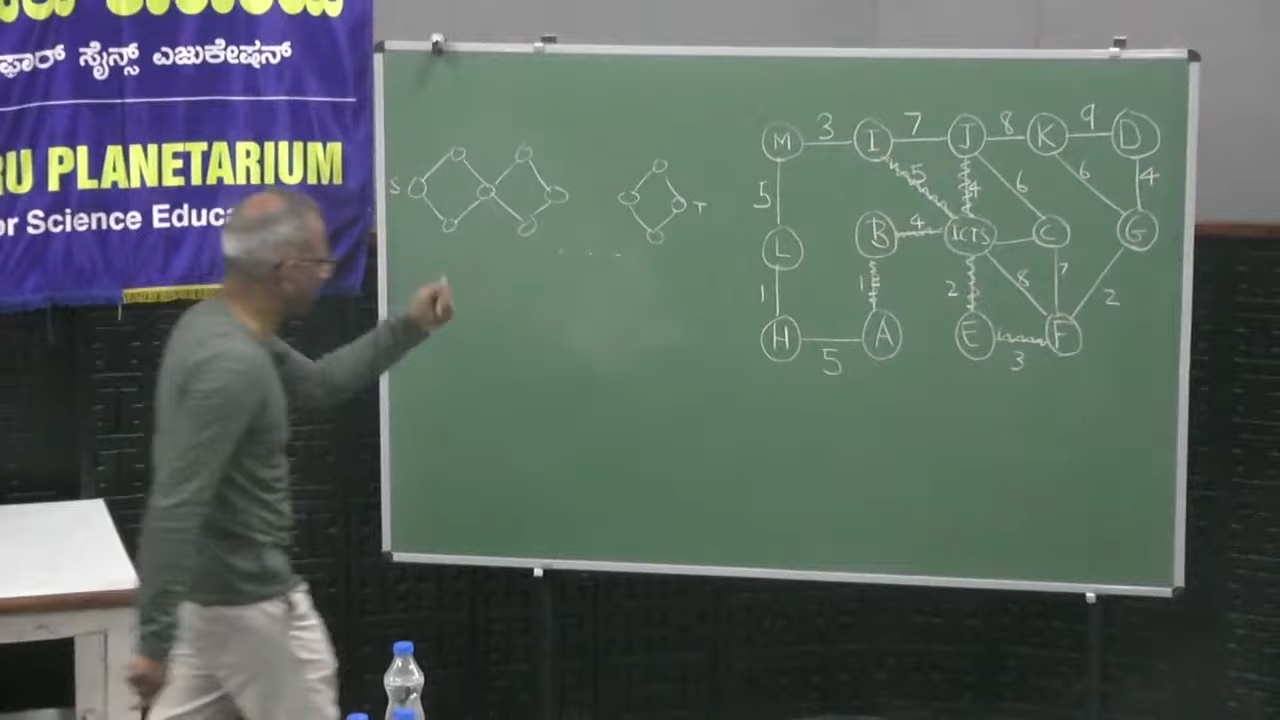 ಫಾರ್ ಸೈನ್ಸ್ ಎಜುಕೇಷನ್
RU PLANETARIUM
or Science Educa
S
T
M 3 I 7 J 8 K 9 D
5 5 4 6 6 4
L B 4 ICTS C G
1 1 2 8 7 2
H 5 A E 3 F